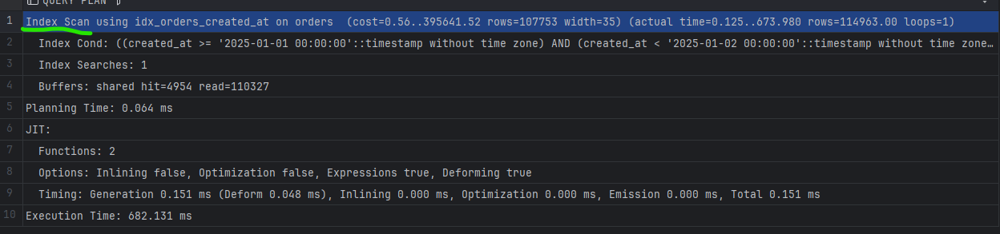 QUERY PLAN
1 Index Scan using idx_orders_created_at on orders (cost=0.56..395641.52 rows=107753 width=35) (actual time=0.125..673.980 rows=114963.00 loops=1)
2 Index Cond: ((created_at >= '2025-01-01 00:00:00'::timestamp without time zone) AND (created_at < '2025-01-02 00:00:00'::timestamp without time zone…
3 Index Searches: 1
4 Buffers: shared hit=4954 read=110327
5 Planning Time: 0.064 ms
6 JIT:
7 Functions: 2
8 Options: Inlining false, Optimization false, Expressions true, Deforming true
9 Timing: Generation 0.151 ms (Deform 0.048 ms), Inlining 0.000 ms, Optimization 0.000 ms, Emission 0.000 ms, Total 0.151 ms
10 Execution Time: 682.131 ms